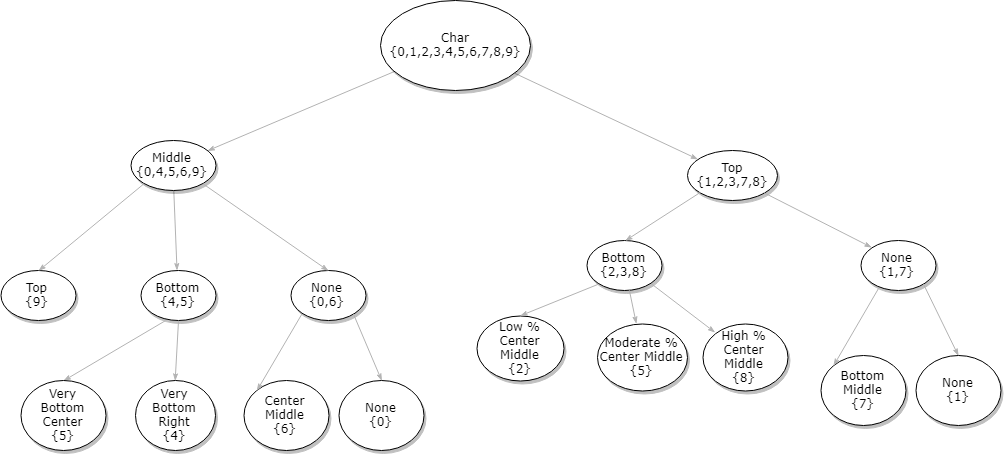 Char
{0,1,2,3,4,5,6,7,8,9}
Middle
{0,4,5,6,9}
Top
{1,2,3,7,8}
Top
{9}
Bottom
{4,5}
None
{0,6}
Bottom
{2,3,8}
None
{1,7}
Very
Bottom
Center
{5}
Very
Bottom
Right
{4}
Center
Middle
{6}
None
{0}
Low %
Center
Middle
{2}
Moderate %
Center Middle
{5}
High %
Center
Middle
{8}
Bottom
Middle
{7}
None
{1}